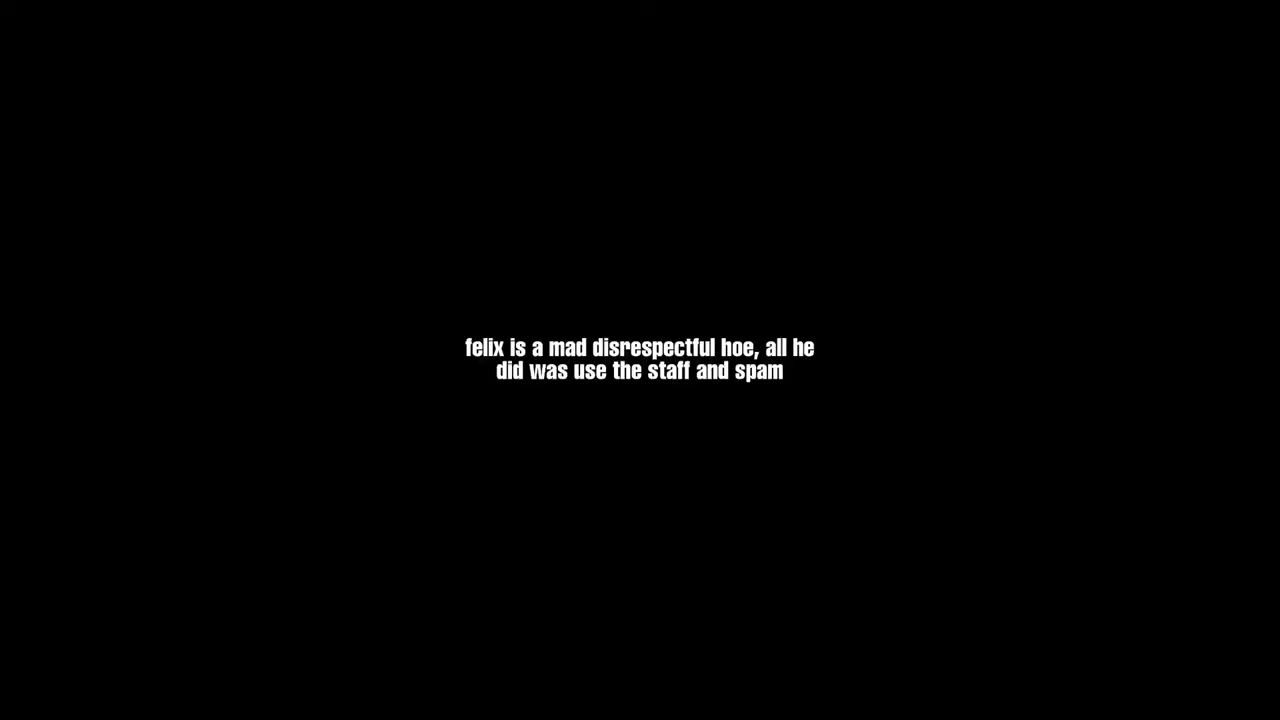 felix is a mad disrespectful hoe, all he
did was use the staff and spam